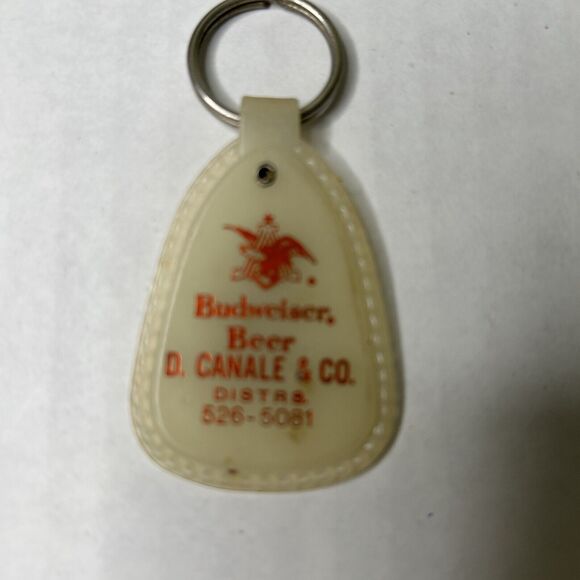 Budweiser.
Beer
D. CANALE & CO.
DISTRS.
526-5081